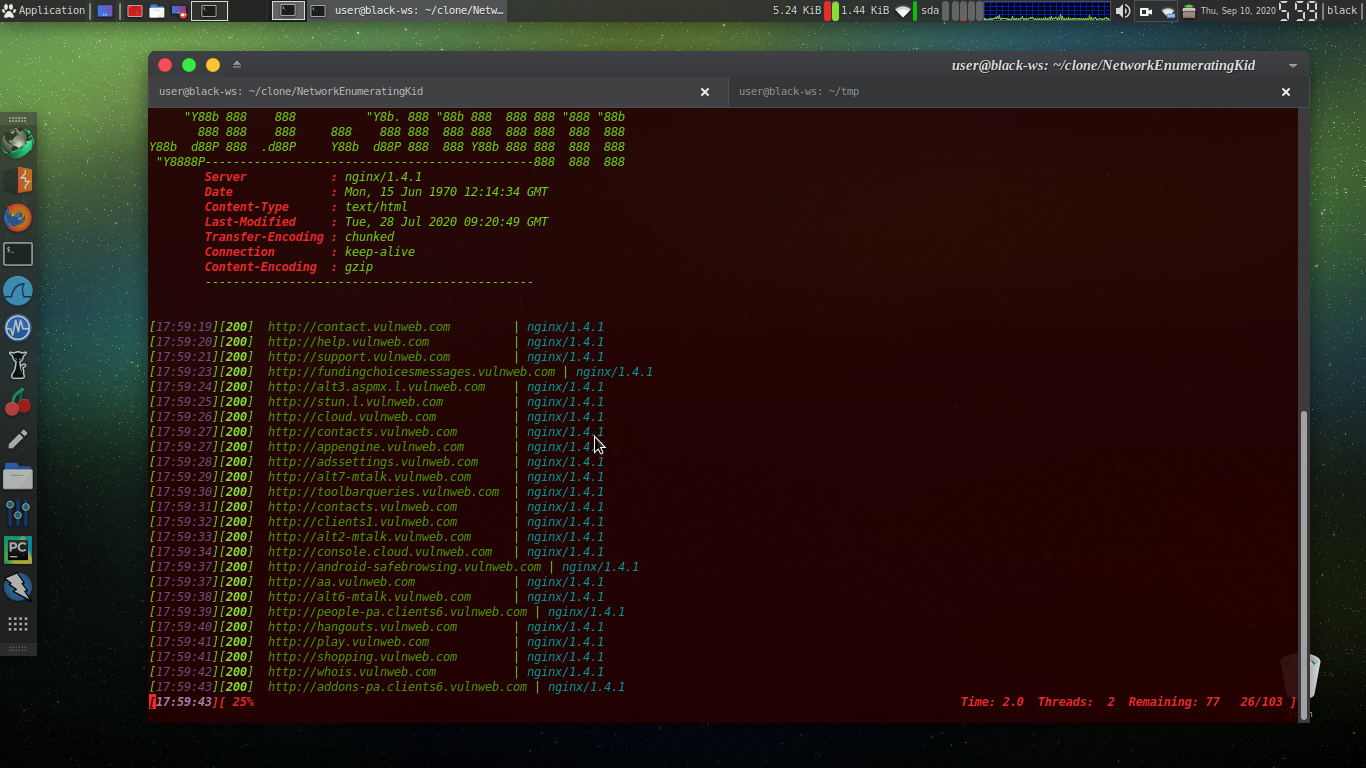 Application
user@black-ws: ~/clone/Netw…
5.24 KiB 1.44 KiB sda
Thu, Sep 10, 2020
5 59
black
user@black-ws: ~/clone/NetworkEnumeratingKid
user@black-ws: ~/clone/NetworkEnumeratingKid
user@black-ws: ~/tmp
"Y88b 888    888          "Y8b. 888 "88b 888  888 888 "888 "88b
888 888    888     888    888 888  888 888 888 888  888  888
Y88b  d88P 888  .d88P     Y88b  d88P 888  888 Y88b 888 888  888  888
"Y8888P-----------------------------------------------888  888  888
Server : nginx/1.4.1
Date : Mon, 15 Jun 1970 12:14:34 GMT
Content-Type : text/html
Last-Modified : Tue, 28 Jul 2020 09:20:49 GMT
Transfer-Encoding : chunked
Connection : keep-alive
Content-Encoding : gzip
-----------------------------------------------
[17:59:19][200] http://contact.vulnweb.com | nginx/1.4.1
[17:59:20][200] http://help.vulnweb.com | nginx/1.4.1
[17:59:21][200] http://support.vulnweb.com | nginx/1.4.1
[17:59:23][200] http://fundingchoicesmessages.vulnweb.com | nginx/1.4.1
[17:59:24][200] http://alt3.aspmx.l.vulnweb.com | nginx/1.4.1
[17:59:25][200] http://stun.l.vulnweb.com | nginx/1.4.1
[17:59:26][200] http://cloud.vulnweb.com | nginx/1.4.1
[17:59:27][200] http://contacts.vulnweb.com | nginx/1.4.1
[17:59:27][200] http://appengine.vulnweb.com | nginx/1.4.1
[17:59:28][200] http://adssettings.vulnweb.com | nginx/1.4.1
[17:59:29][200] http://alt7-mtalk.vulnweb.com | nginx/1.4.1
[17:59:30][200] http://toolbarqueries.vulnweb.com | nginx/1.4.1
[17:59:31][200] http://contacts.vulnweb.com | nginx/1.4.1
[17:59:32][200] http://clients1.vulnweb.com | nginx/1.4.1
[17:59:33][200] http://alt2-mtalk.vulnweb.com | nginx/1.4.1
[17:59:34][200] http://console.cloud.vulnweb.com | nginx/1.4.1
[17:59:37][200] http://android-safebrowsing.vulnweb.com | nginx/1.4.1
[17:59:37][200] http://aa.vulnweb.com | nginx/1.4.1
[17:59:38][200] http://alt6-mtalk.vulnweb.com | nginx/1.4.1
[17:59:39][200] http://people-pa.clients6.vulnweb.com | nginx/1.4.1
[17:59:40][200] http://hangouts.vulnweb.com | nginx/1.4.1
[17:59:41][200] http://play.vulnweb.com | nginx/1.4.1
[17:59:41][200] http://shopping.vulnweb.com | nginx/1.4.1
[17:59:42][200] http://whois.vulnweb.com | nginx/1.4.1
[17:59:43][200] http://addons-pa.clients6.vulnweb.com | nginx/1.4.1
[17:59:43][ 25% Time: 2.0 Threads: 2 Remaining: 77 26/103 ]
PC